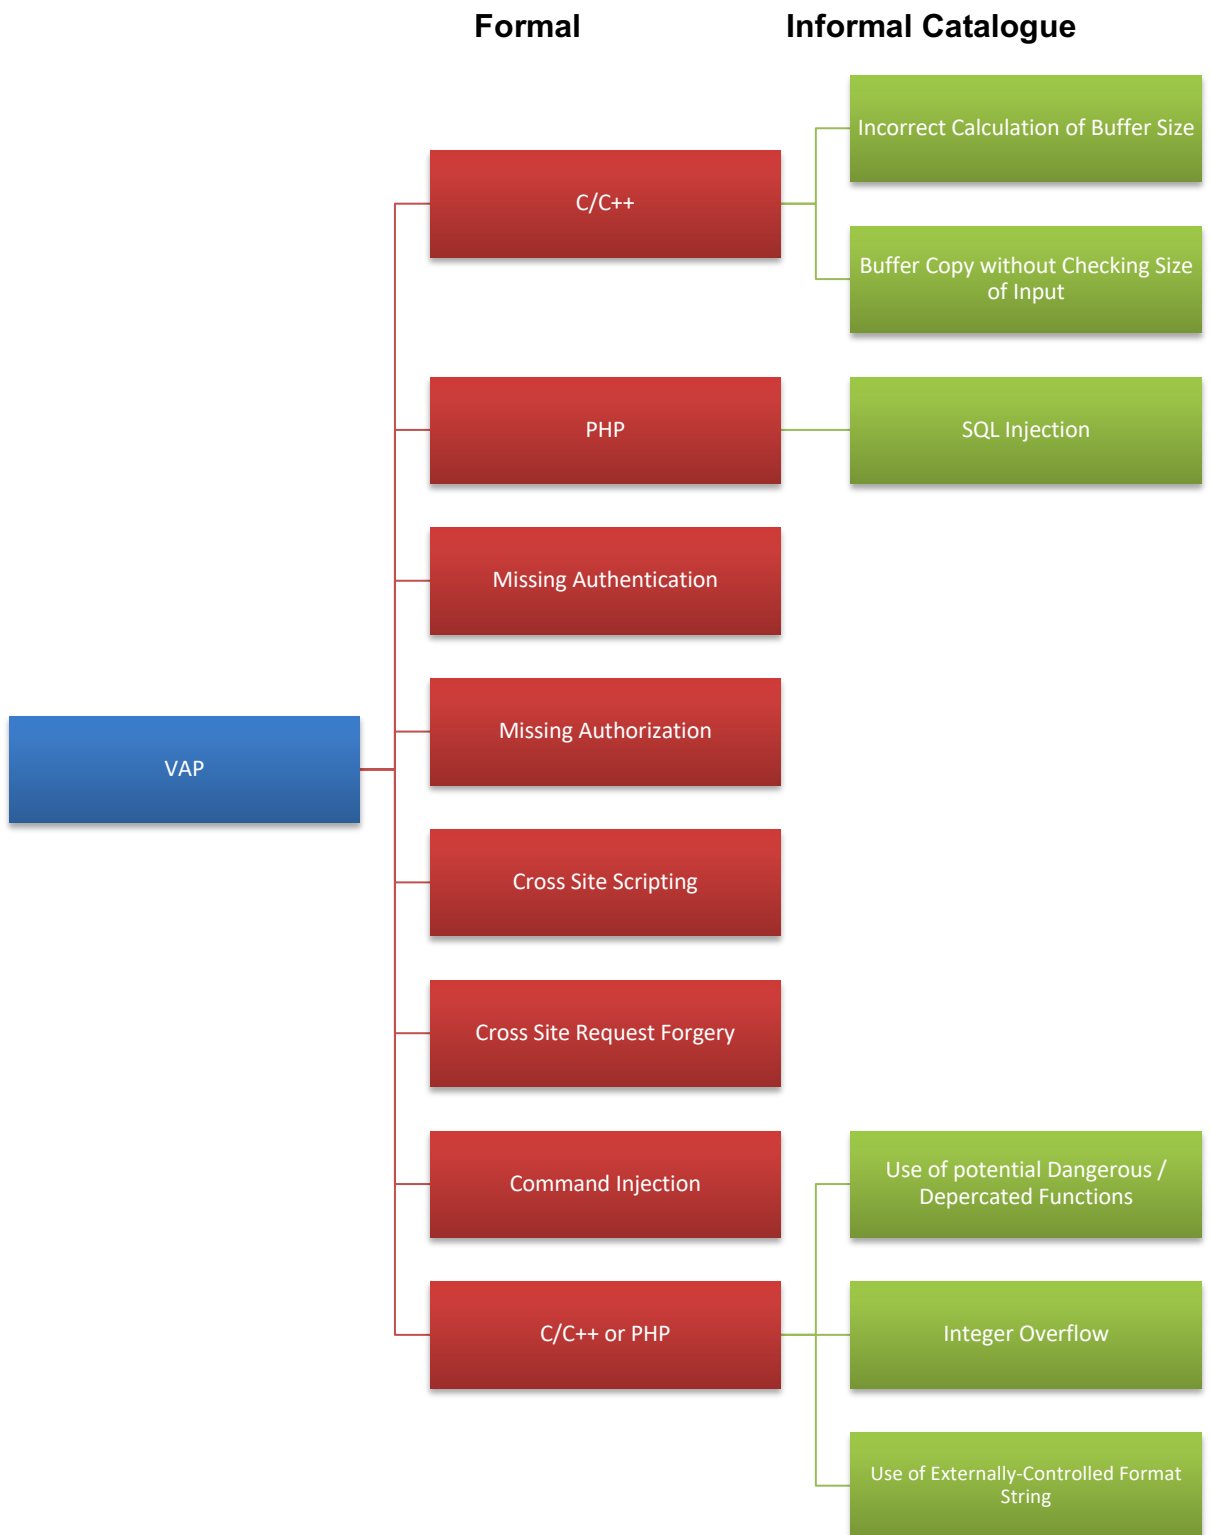 Formal Informal Catalogue
Incorrect Calculation of Buffer Size
C/C++
Buffer Copy without Checking Size
of Input
PHP
SQL Injection
Missing Authentication
Missing Authorization
VAP
Cross Site Scripting
Cross Site Request Forgery
Command Injection
Use of potential Dangerous /
Depercated Functions
C/C++ or PHP
Integer Overflow
Use of Externally-Controlled Format
String